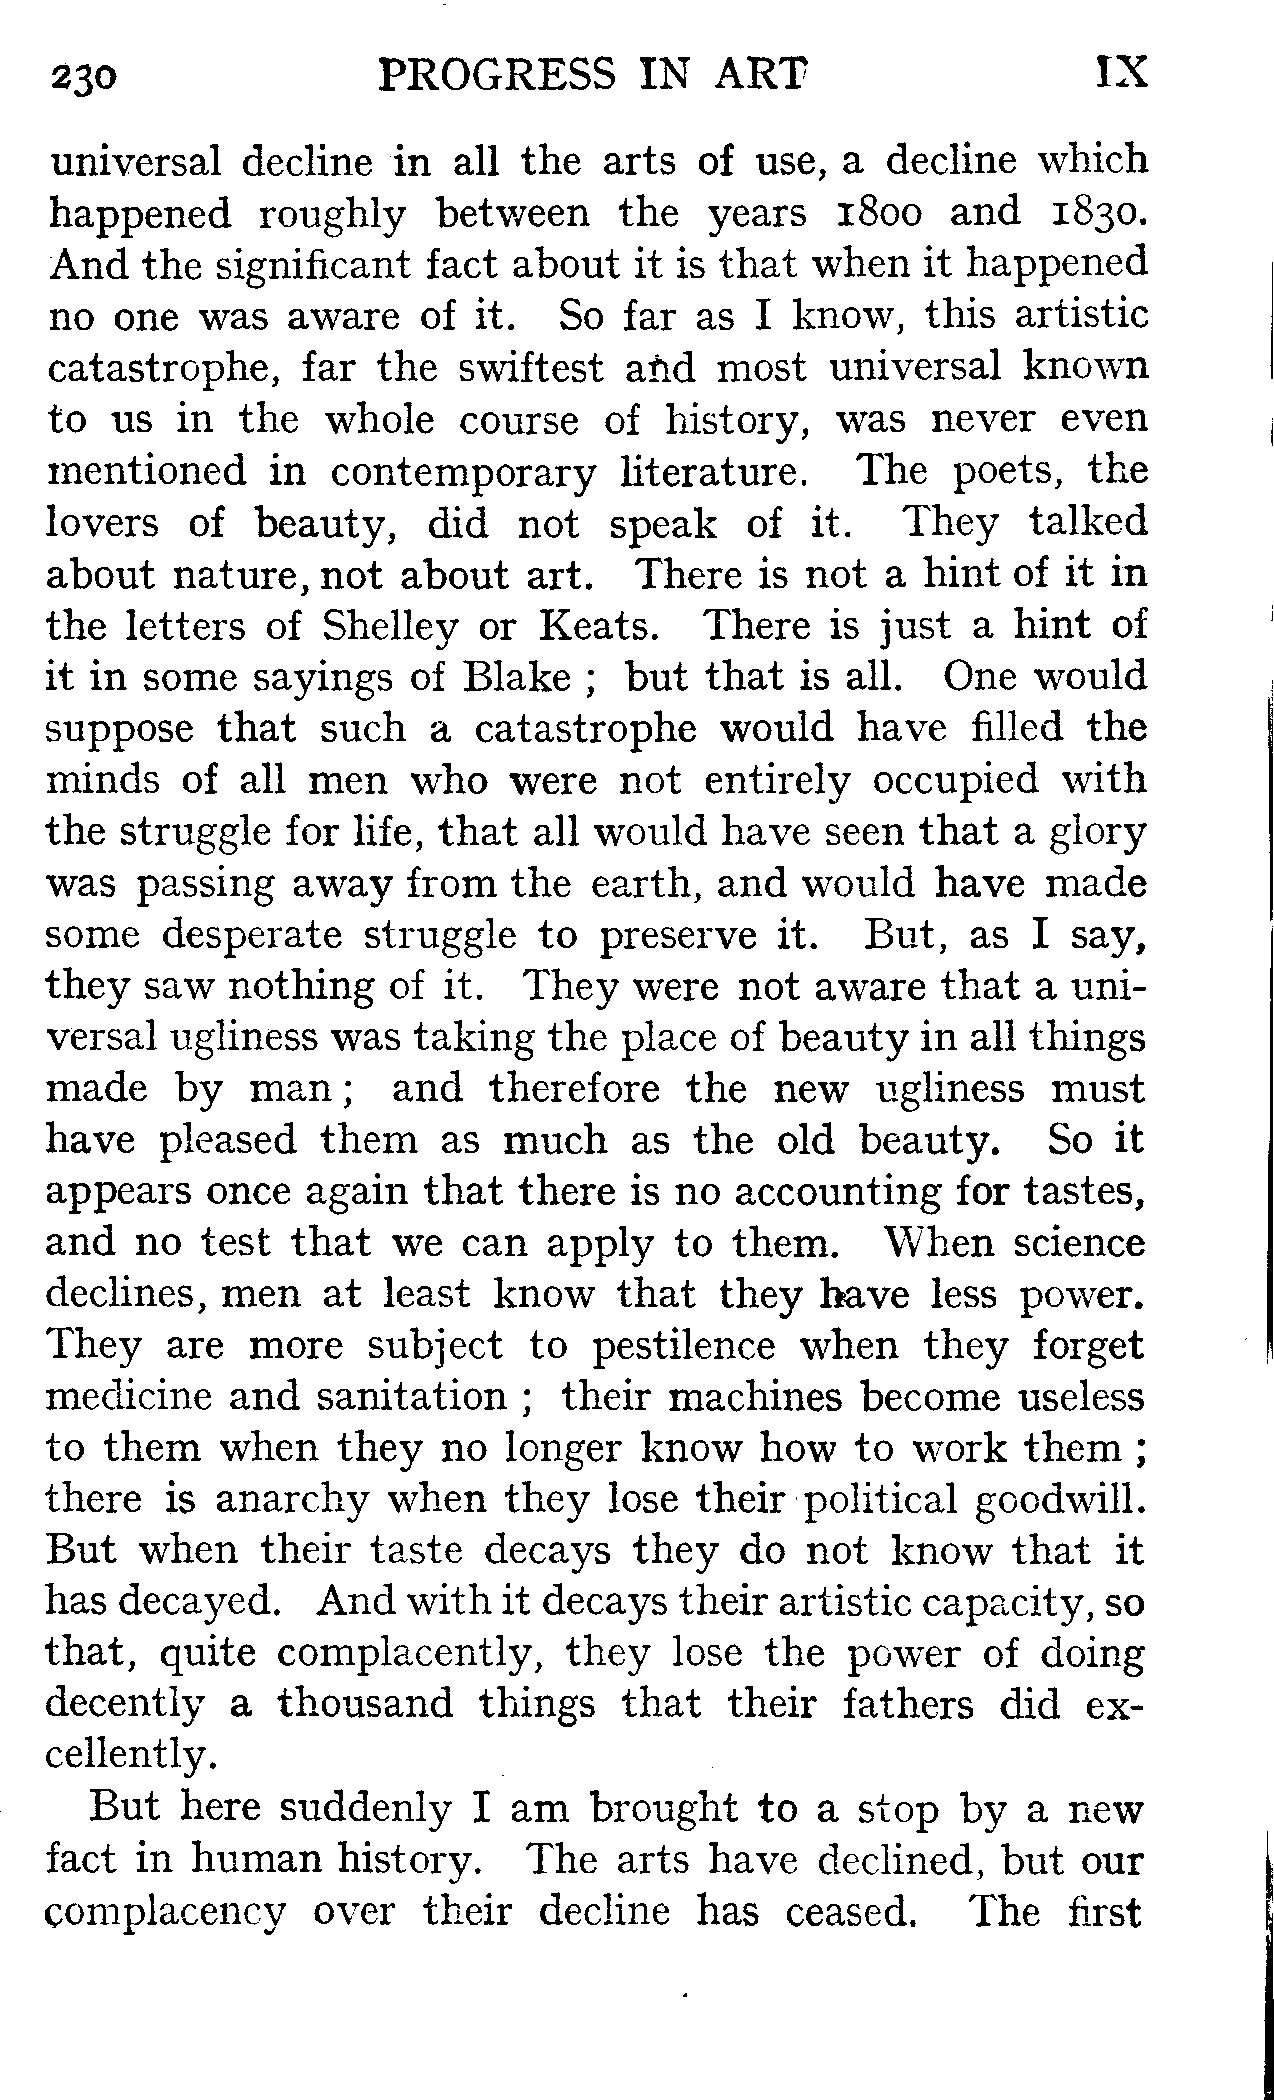 230 PROGRESS IN ART IX
universal decline in all the arts of use, a decline which
happened roughly between the years 1800 and 1830.
And the significant fact about it is that when it happened
no one was aware of it. So far as I know, this artistic
catastrophe, far the swiftest and most universal known
to us in the whole course of history, was never even
mentioned in contemporary literature. The poets, the
lovers of beauty, did not speak of it. They talked
about nature, not about art. There is not a hint of it in
the letters of Shelley or Keats. There is just a hint of
it in some sayings of Blake ; but that is all. One would
suppose that such a catastrophe would have filled the
minds of all men who were not entirely occupied with
the struggle for life, that all would have seen that a glory
was passing away from the earth, and would have made
some desperate struggle to preserve it. But, as I say,
they saw nothing of it. They were not aware that a uni-
versal ugliness was taking the place of beauty in all things
made by man ; and therefore the new ugliness must
have pleased them as much as the old beauty. So it
appears once again that there is no accounting for tastes,
and no test that we can apply to them. When science
declines, men at least know that they have less power.
They are more subject to pestilence when they forget
medicine and sanitation ; their machines become useless
to them when they no longer know how to work them ;
there is anarchy when they lose their political goodwill.
But when their taste decays they do not know that it
has decayed. And with it decays their artistic capacity, so
that, quite complacently, they lose the power of doing
decently a thousand things that their fathers did ex-
cellently.
But here suddenly I am brought to a stop by a new
fact in human history. The arts have declined, but our
complacency over their decline has ceased. The first